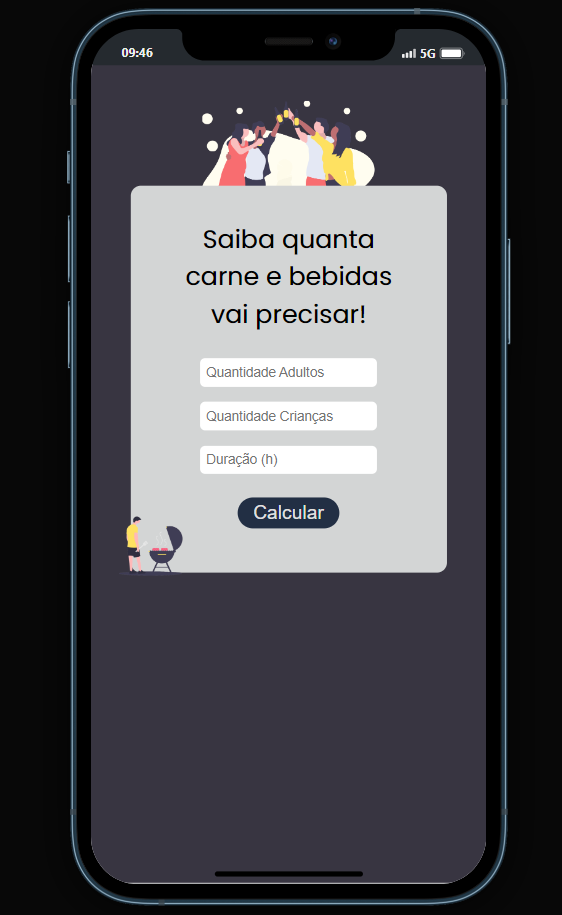 09:46
5G
Saiba quanta
carne e bebidas
vai precisar!
Quantidade Adultos
Quantidade Crianças
Duração (h)
Calcular